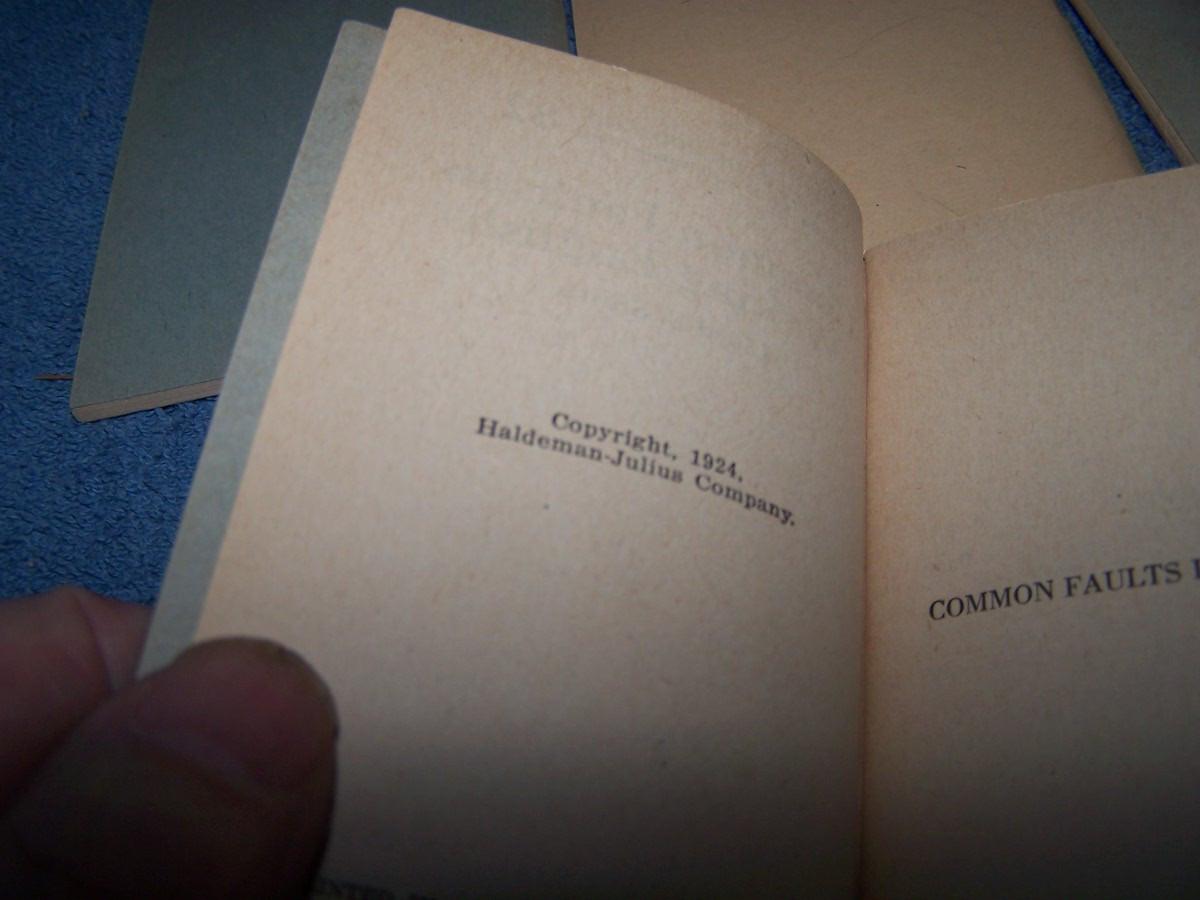 Copyright, 1924,
Haldeman-Julius Company.
COMMON FAULTS